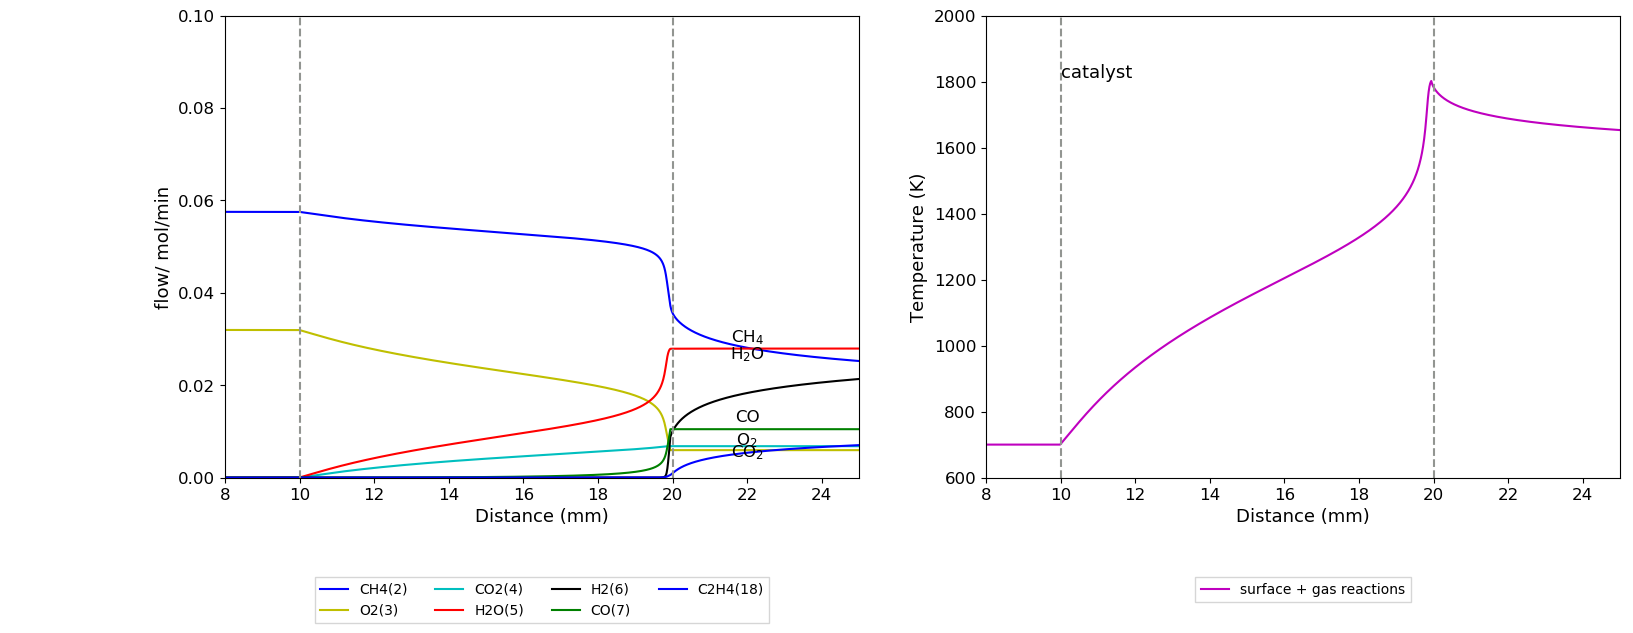 0.10
0.08
0.06
0.04
0.02
0.00
flow/ mol/min
CH₄
H₂O
CO
O₂
CO₂
8 10 12 14 16 18 20 22 24
Distance (mm)
CH4(2) CO2(4) H2(6) C2H4(18)
O2(3) H2O(5) CO(7)
2000
1800
1600
1400
1200
1000
800
600
Temperature (K)
catalyst
8 10 12 14 16 18 20 22 24
Distance (mm)
surface + gas reactions